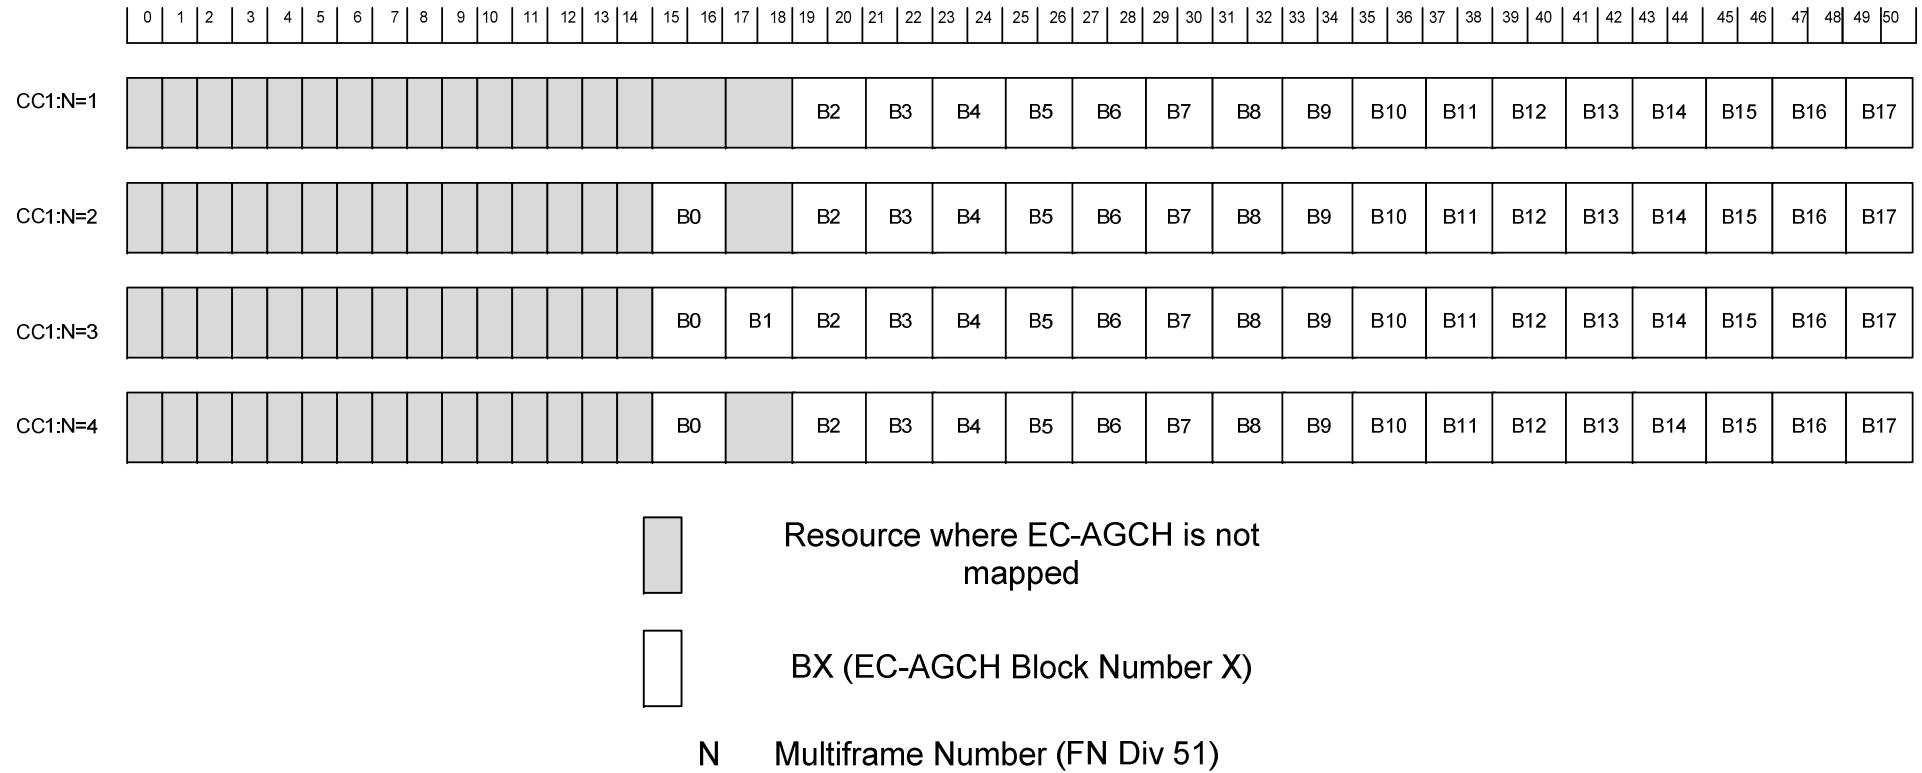 0 1 2 3 4 5 6 7 8 9 10 11 12 13 14 15 16 17 18 19 20 21 22 23 24 25 26 27 28 29 30 31 32 33 34 35 36 37 38 39 40 41 42 43 44 45 46 47 48 49 50
CC1:N=1 B2 B3 B4 B5 B6 B7 B8 B9 B10 B11 B12 B13 B14 B15 B16 B17
CC1:N=2 B0 B2 B3 B4 B5 B6 B7 B8 B9 B10 B11 B12 B13 B14 B15 B16 B17
CC1:N=3 B0 B1 B2 B3 B4 B5 B6 B7 B8 B9 B10 B11 B12 B13 B14 B15 B16 B17
CC1:N=4 B0 B2 B3 B4 B5 B6 B7 B8 B9 B10 B11 B12 B13 B14 B15 B16 B17
Resource where EC-AGCH is not
mapped
BX (EC-AGCH Block Number X)
N Multiframe Number (FN Div 51)